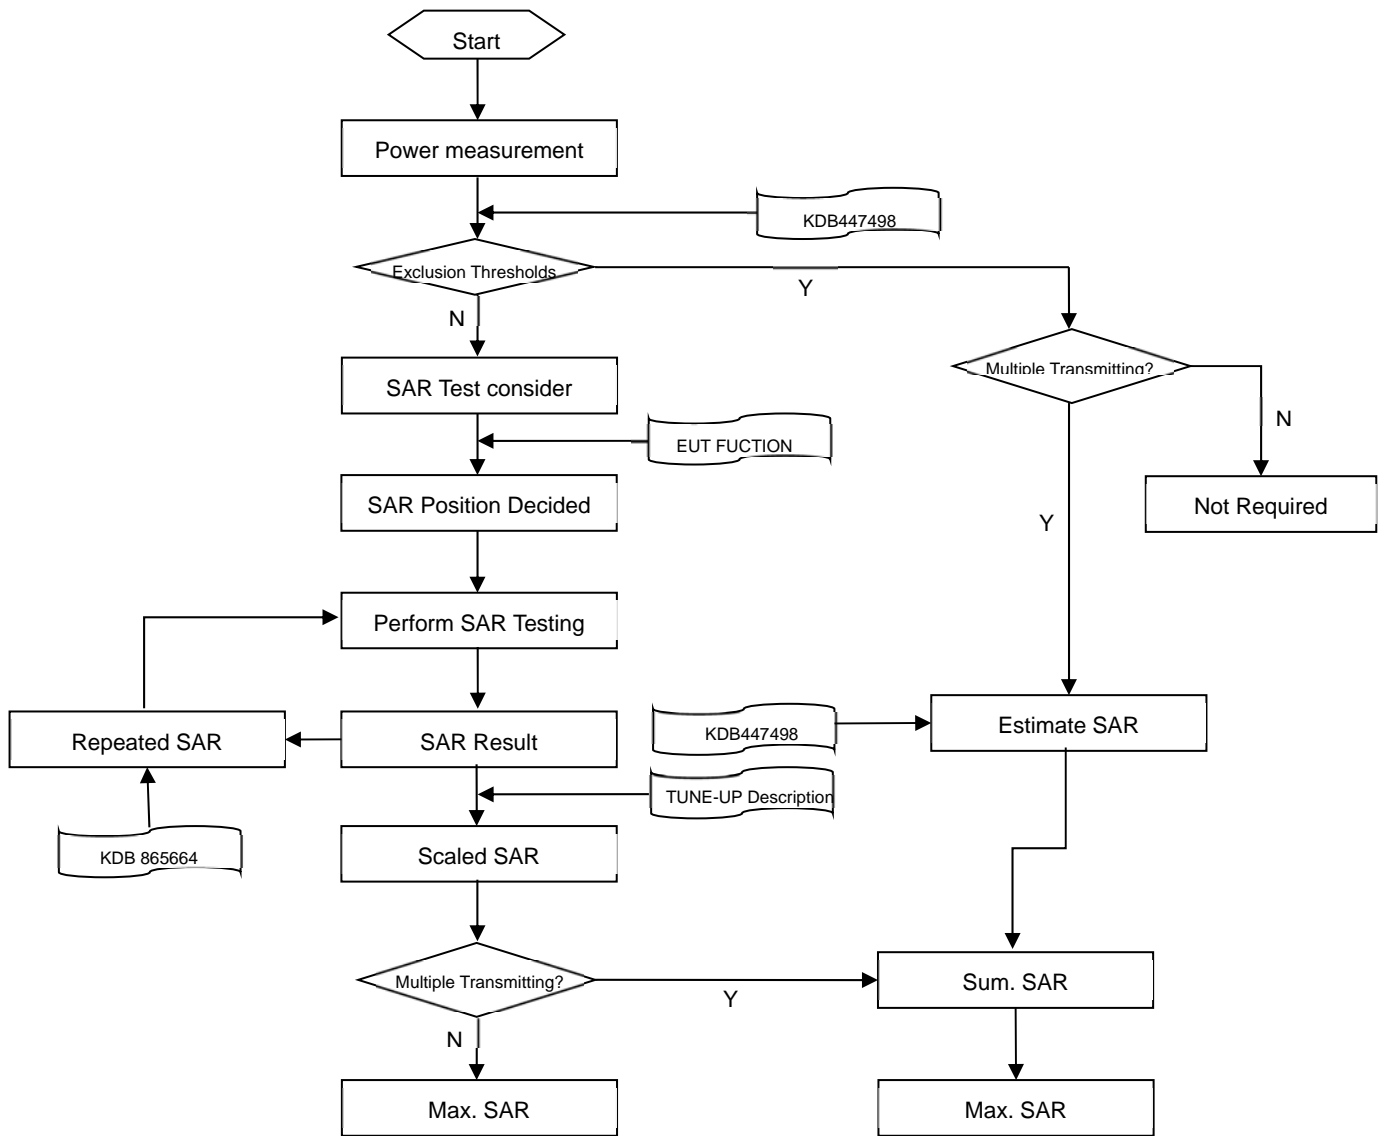 Start
Power measurement
KDB447498
Exclusion Thresholds
Y
N
Multiple Transmitting?
SAR Test consider
N
EUT FUCTION
SAR Position Decided
Not Required
Y
Perform SAR Testing
Repeated SAR
SAR Result
KDB447498
Estimate SAR
TUNE-UP Description
KDB 865664
Scaled SAR
Multiple Transmitting?
Y
Sum. SAR
N
Max. SAR
Max. SAR